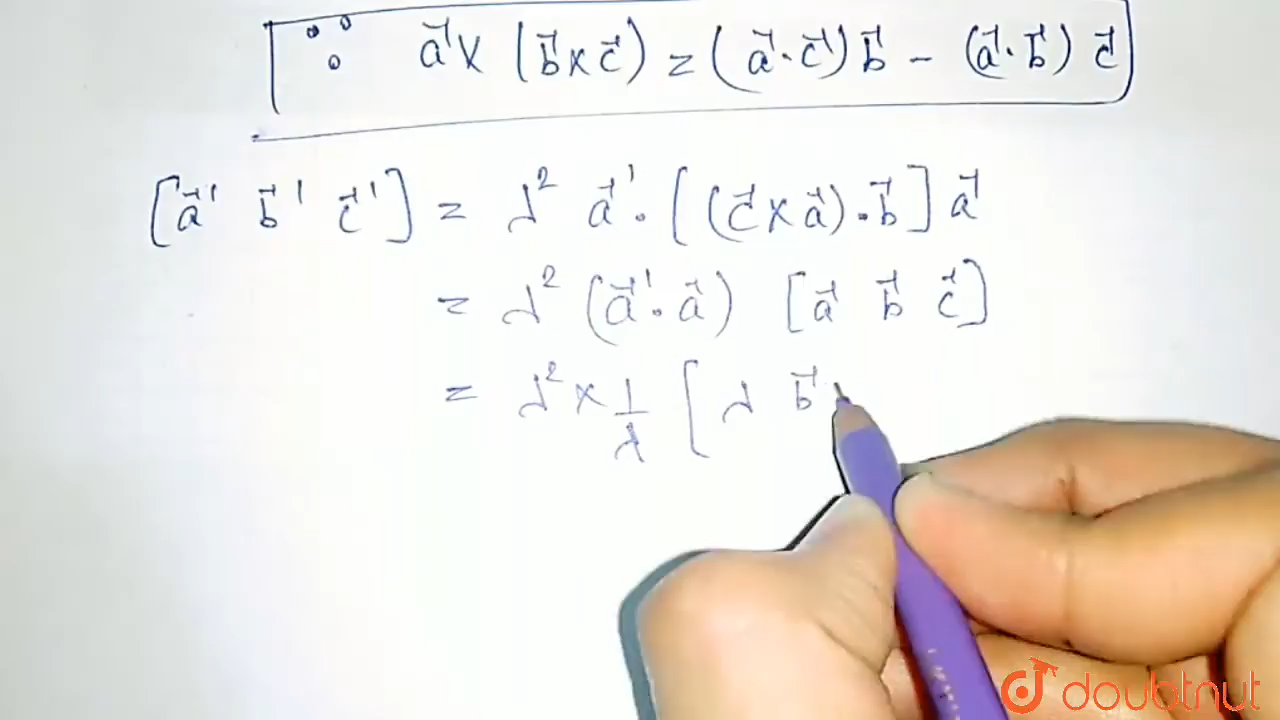 ∵ a⃗ × (b⃗ × c⃗) = (a⃗ · c⃗) b⃗ − (a⃗ · b⃗) c⃗
[a⃗' b⃗' c⃗'] = λ² a⃗' · [(c⃗ × a⃗) · b⃗] a⃗
= λ² (a⃗' · a⃗) [a⃗ b⃗ c⃗]
= λ² × 1/λ [λ b⃗
doubtnut